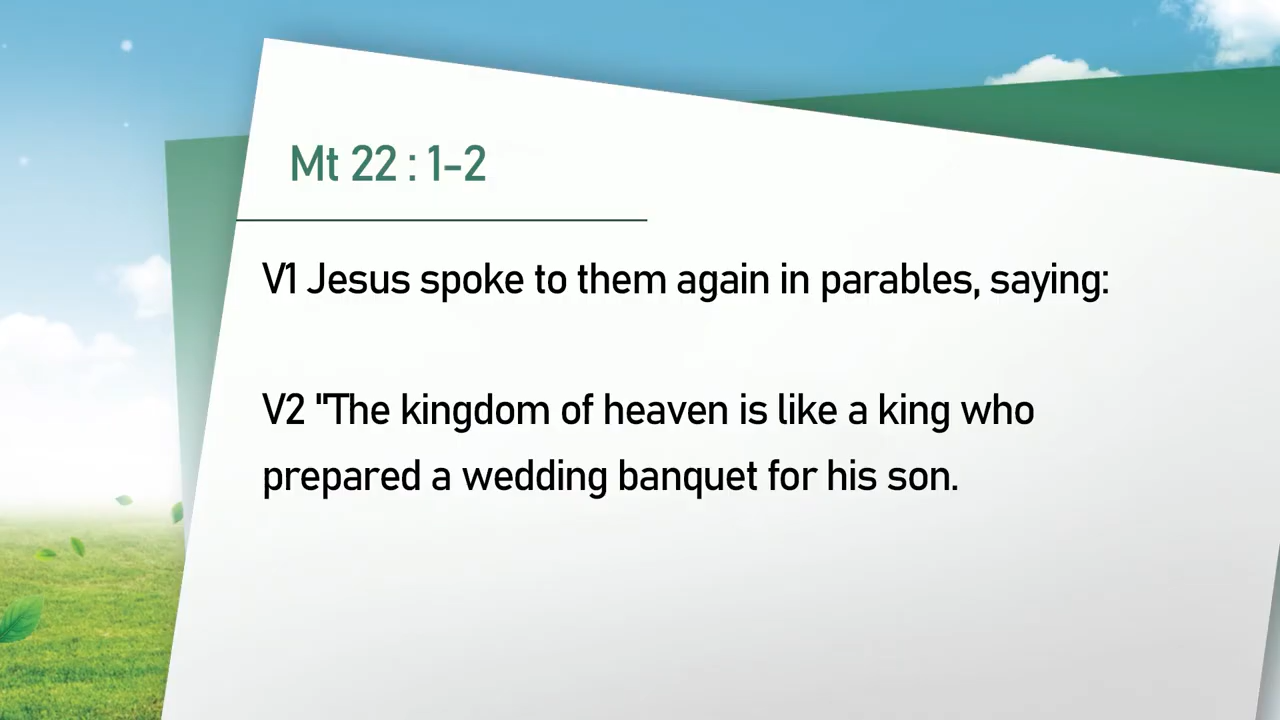 Mt 22 : 1-2
V1 Jesus spoke to them again in parables, saying:
V2 "The kingdom of heaven is like a king who
prepared a wedding banquet for his son.